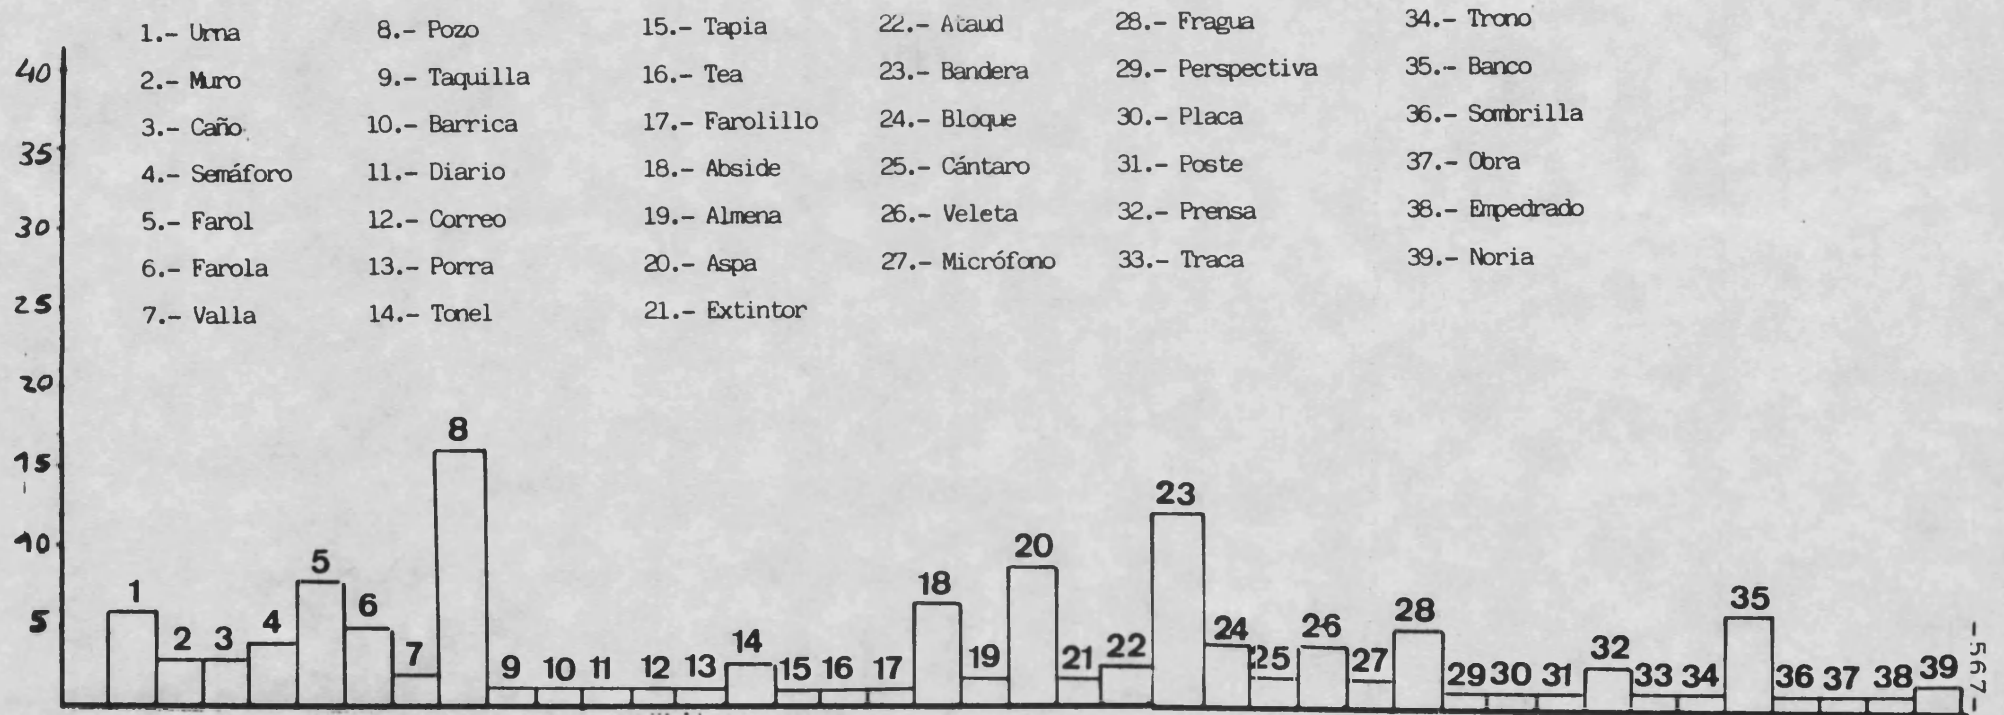 1.- Urna
2.- Muro
3.- Caño
4.- Semáforo
5.- Farol
6.- Farola
7.- Valla
8.- Pozo
9.- Taquilla
10.- Barrica
11.- Diario
12.- Correo
13.- Porra
14.- Tonel
15.- Tapia
16.- Tea
17.- Farolillo
18.- Abside
19.- Almena
20.- Aspa
21.- Extintor
22.- Ataud
23.- Bandera
24.- Bloque
25.- Cántaro
26.- Veleta
27.- Micrófono
28.- Fragua
29.- Perspectiva
30.- Placa
31.- Poste
32.- Prensa
33.- Traca
34.- Trono
35.- Banco
36.- Sombrilla
37.- Obra
38.- Empedrado
39.- Noria
40
35
30
25
20
15
10
5
1
2
3
4
5
6
7
8
9
10
11
12
13
14
15
16
17
18
19
20
21
22
23
24
25
26
27
28
29
30
31
32
33
34
35
36
37
38
39
-567-